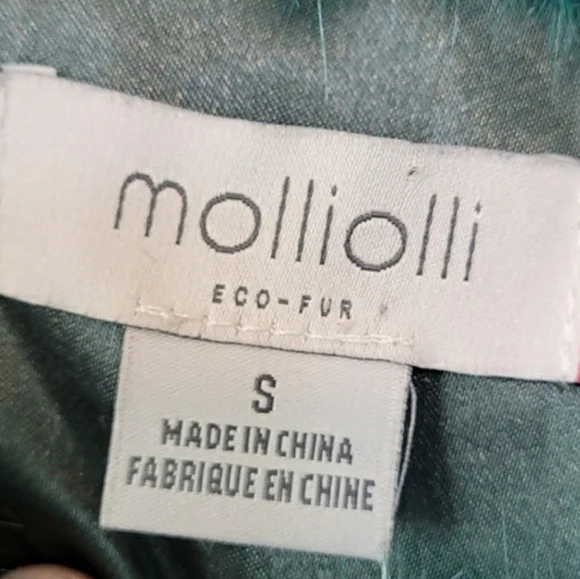 molliolli
ECO-FUR
S
MADE IN CHINA
FABRIQUE EN CHINE